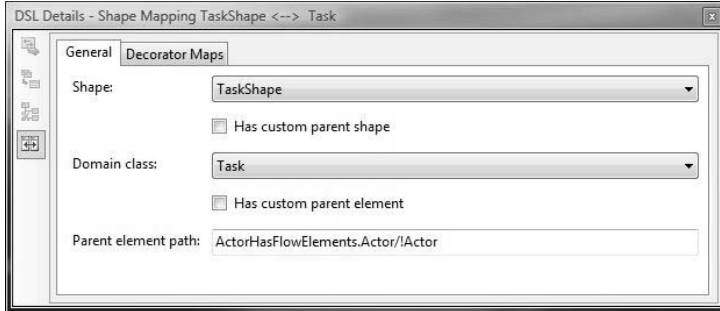 DSL Details - Shape Mapping TaskShape <--> Task
General Decorator Maps
Shape: TaskShape
Has custom parent shape
Domain class: Task
Has custom parent element
Parent element path: ActorHasFlowElements.Actor/!Actor